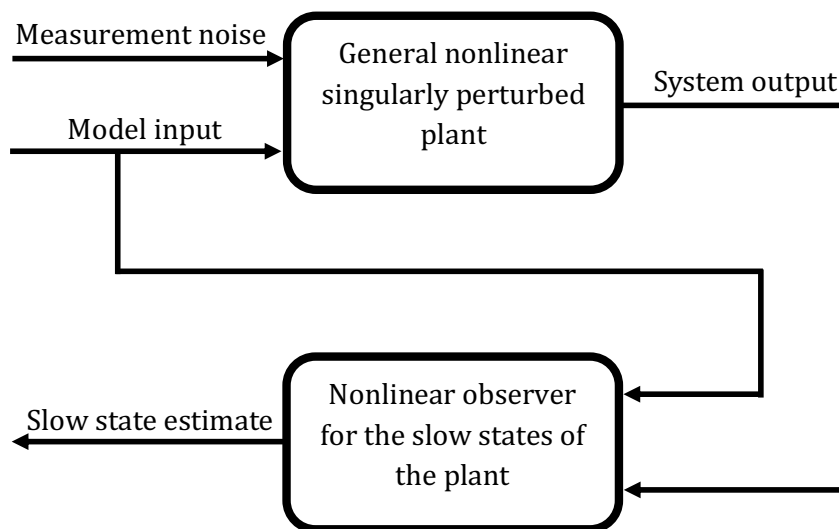 Measurement noise
General nonlinear
singularly perturbed
plant
System output
Model input
Nonlinear observer
for the slow states of
the plant
Slow state estimate